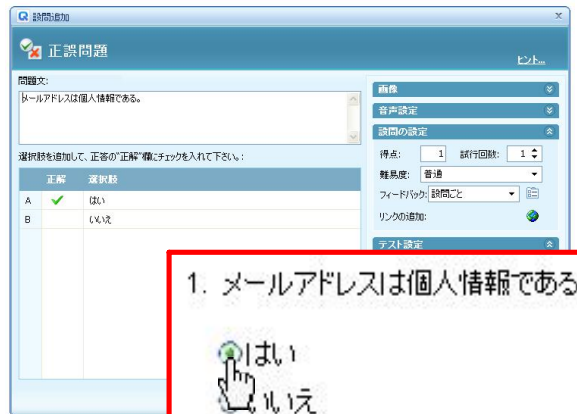 設問追加
正誤問題
ヒント...
問題文:
メールアドレスは個人情報である。
選択肢を追加して、正答の"正解"欄にチェックを入れて下さい。:
正解 選択肢
A はい
B いいえ
画像
音声設定
設問の設定
得点: 1 試行回数: 1
難易度: 普通
フィードバック: 設問ごと
リンクの追加:
テスト設定
1. メールアドレスは個人情報である
はい
いいえ